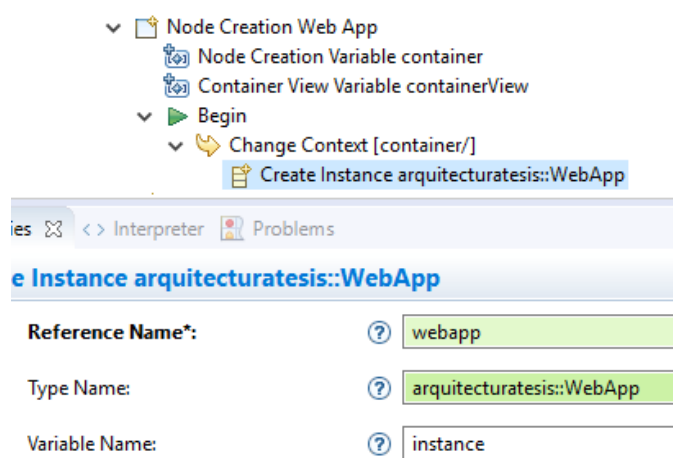 Node Creation Web App
Node Creation Variable container
Container View Variable containerView
Begin
Change Context [container/]
Create Instance arquitecturatesis::WebApp
ies Interpreter Problems
e Instance arquitecturatesis::WebApp
Reference Name*: ? webapp
Type Name: ? arquitecturatesis::WebApp
Variable Name: ? instance